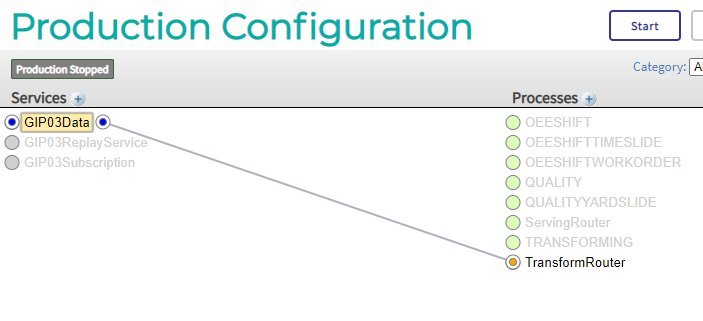 Production Configuration
Start
Production Stopped
Category:
Services
Processes
GIP03Data
GIP03ReplayService
GIP03Subscription
OEESHIFT
OEESHIFTTIMESLIDE
OEESHIFTWORKORDER
QUALITY
QUALITYYARDSLIDE
ServingRouter
TRANSFORMING
TransformRouter